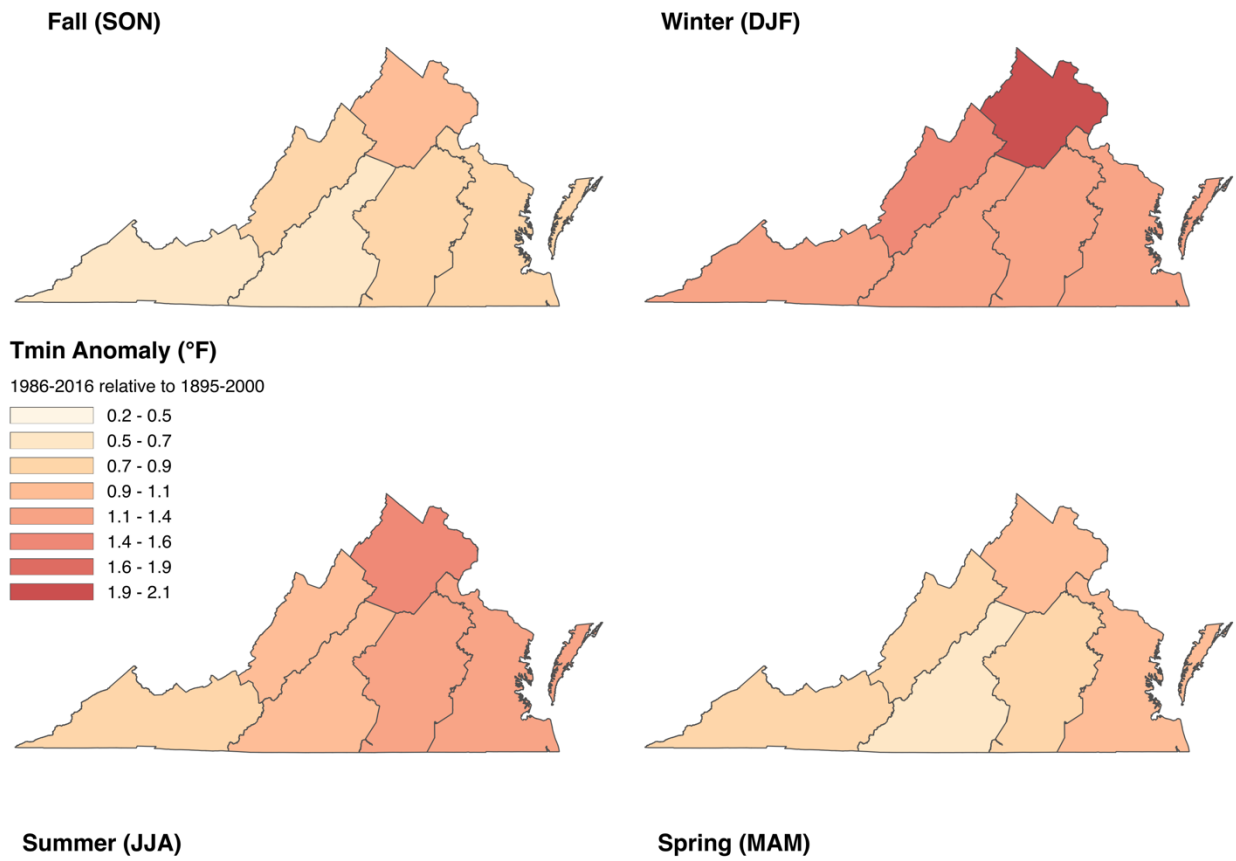 Fall (SON)
Winter (DJF)
Tmin Anomaly (°F)
1986-2016 relative to 1895-2000
0.2 - 0.5
0.5 - 0.7
0.7 - 0.9
0.9 - 1.1
1.1 - 1.4
1.4 - 1.6
1.6 - 1.9
1.9 - 2.1
Summer (JJA)
Spring (MAM)